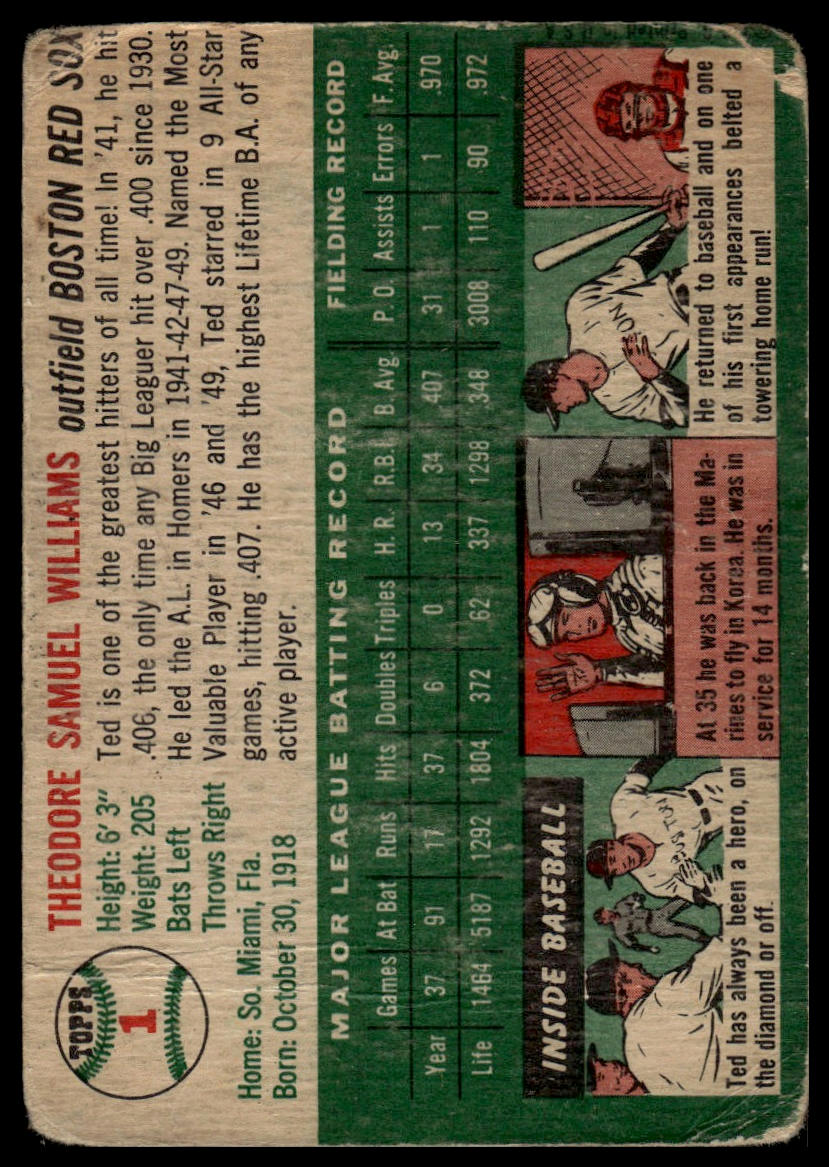 TOPPS
1
THEODORE SAMUEL WILLIAMS outfield BOSTON RED SOX
Height: 6' 3"
Weight: 205
Bats Left
Throws Right
Home: So. Miami, Fla.
Born: October 30, 1918
Ted is one of the greatest hitters of all time! In '41, he hit
.406, the only time any Big Leaguer hit over .400 since 1930.
He led the A.L. in Homers in 1941-42-47-49. Named the Most
Valuable Player in '46 and '49, Ted starred in 9 All-Star
games, hitting .407. He has the highest Lifetime B.A. of any
active player.
MAJOR LEAGUE BATTING RECORD FIELDING RECORD
Games At Bat Runs Hits Doubles Triples H. R. R.B.I. B. Avg. P. O. Assists Errors F. Avg.
Year 37 91 17 37 6 0 13 34 .407 31 1 1 .970
Life 1464 5187 1292 1804 372 62 337 1298 .348 3008 110 90 .972
INSIDE BASEBALL
BOSTON
Ted has always been a hero, on
the diamond or off.
At 35 he was back in the Ma-
rines to fly in Korea. He was in
service for 14 months.
ON
He returned to baseball and on one
of his first appearances belted a
towering home run!
Printed in U.S.A.